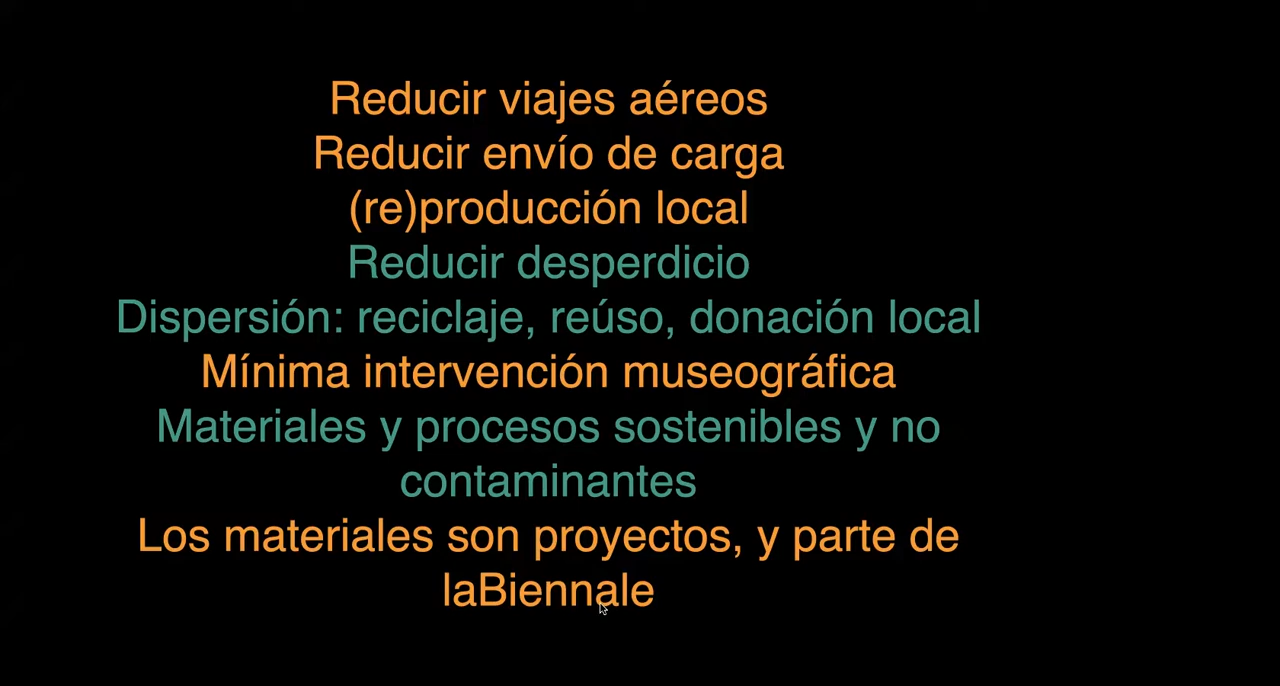 Reducir viajes aéreos
Reducir envío de carga
(re)producción local
Reducir desperdicio
Dispersión: reciclaje, reúso, donación local
Mínima intervención museográfica
Materiales y procesos sostenibles y no
contaminantes
Los materiales son proyectos, y parte de
laBiennale